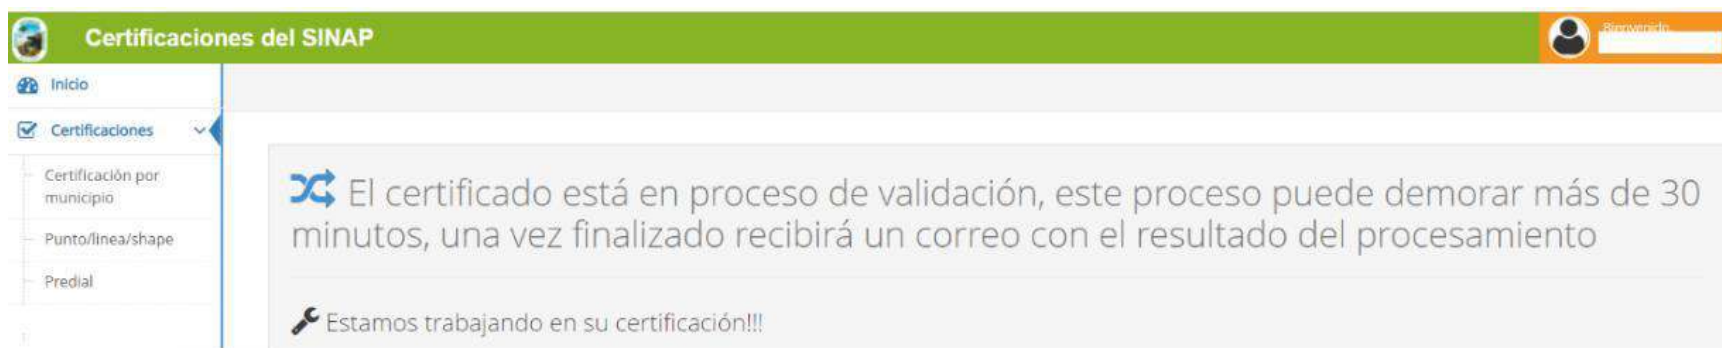 Certificaciones del SINAP
Bienvenido,
Inicio
Certificaciones
Certificación por
municipio
Punto/linea/shape
Predial
El certificado está en proceso de validación, este proceso puede demorar más de 30
minutos, una vez finalizado recibirá un correo con el resultado del procesamiento
Estamos trabajando en su certificación!!!